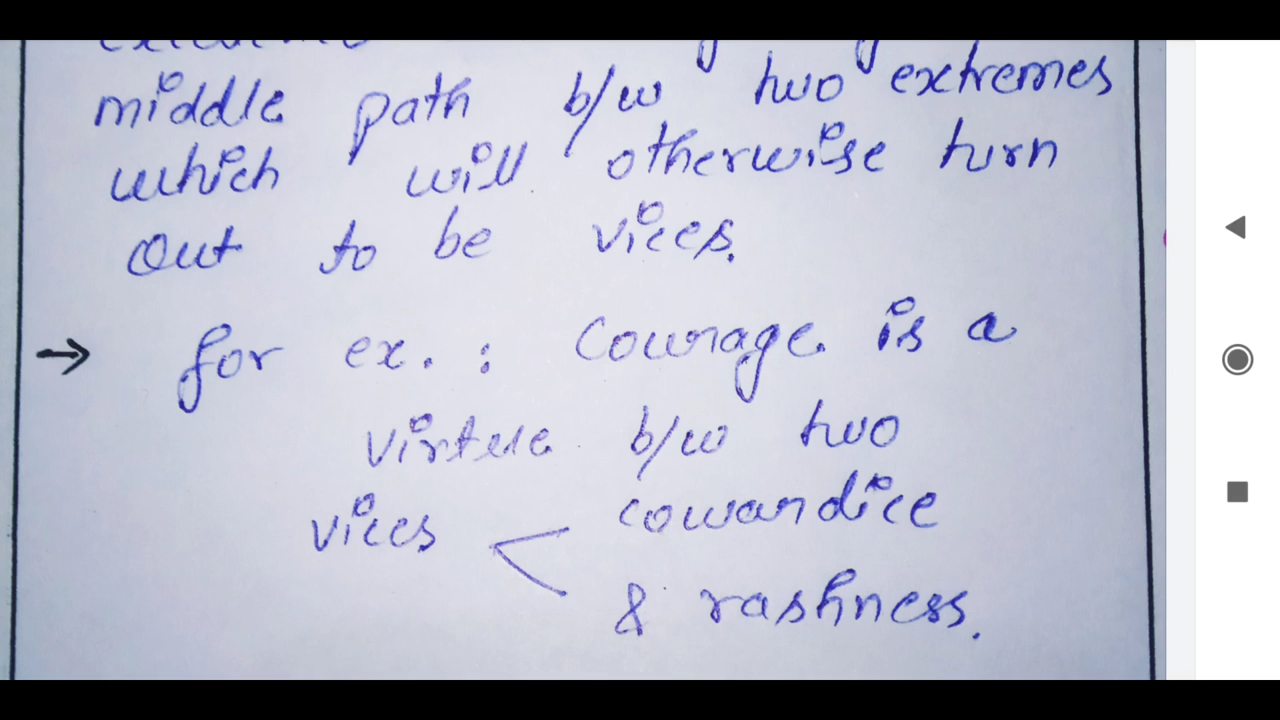 middle path b/w two extremes
which will otherwise turn
out to be vices.
→ for ex. : Courage is a
virtue b/w two
vices < cowardice
& rashness.